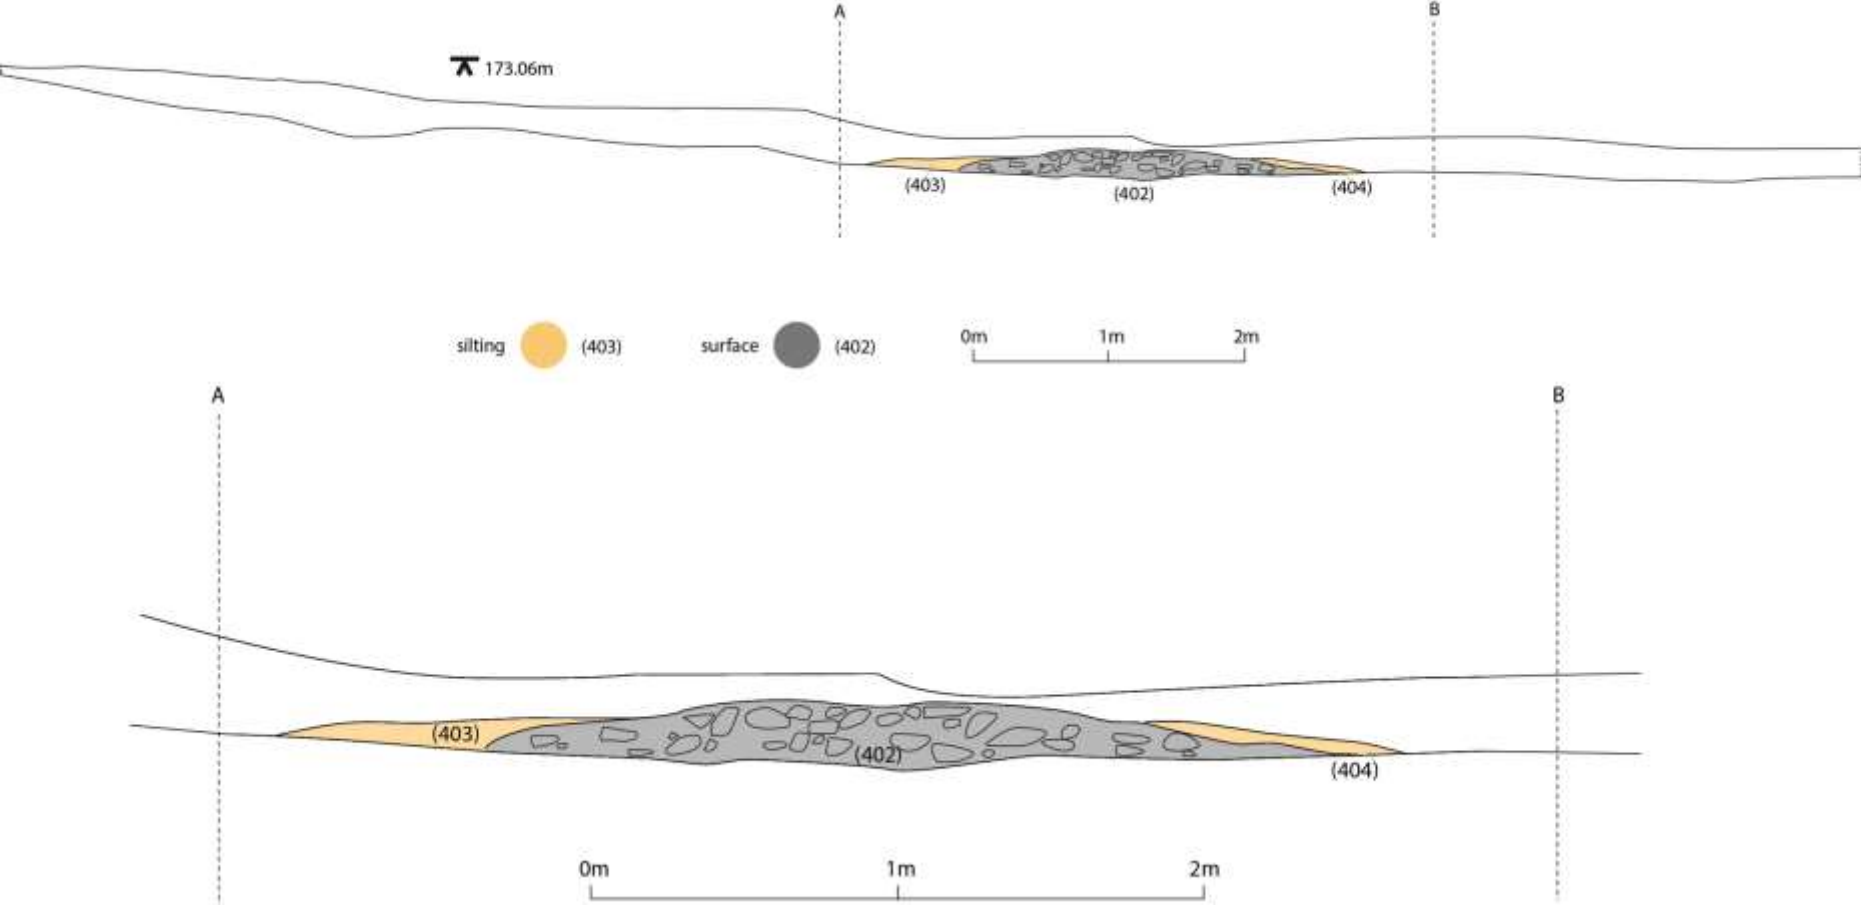 A B
173.06m
(403) (402) (404)
silting (403) surface (402) 0m 1m 2m
A B
(403) (402) (404)
0m 1m 2m